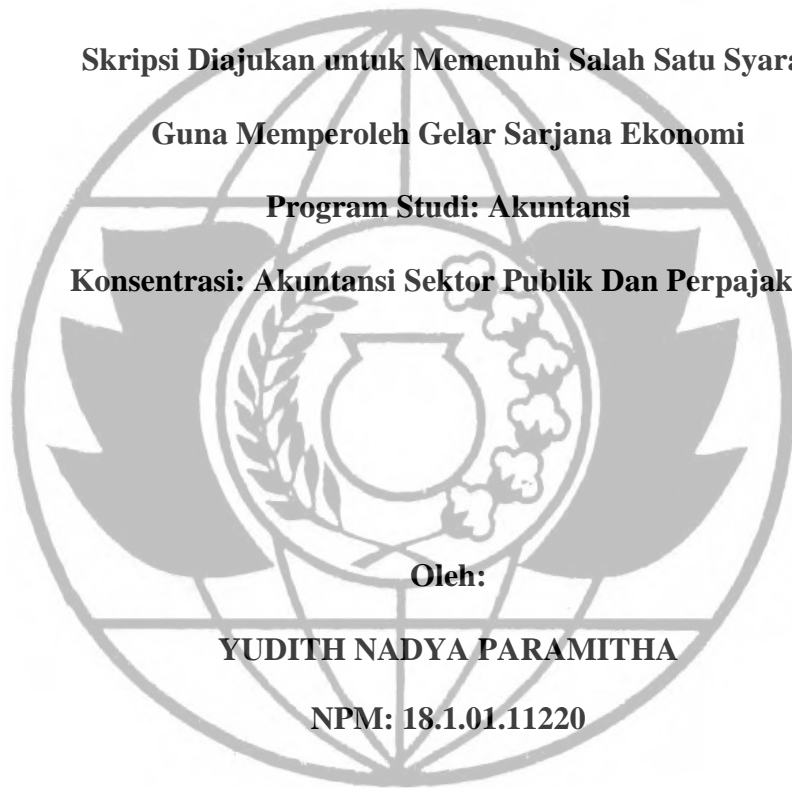 Skripsi Diajukan untuk Memenuhi Salah Satu
Guna Memperoleh Gelar Sarjana Ekonomi
Program Studi: Akuntansi
Konsentrasi: Akuntansi Sektor Publik Dan
Oleh:
YUDITH NADYA PARAMITHA
NPM: 18.1.01.11220